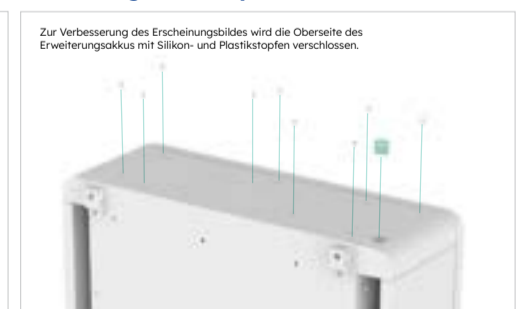 Zur Verbesserung des Erscheinungsbildes wird die Oberseite des
Erweiterungsakkus mit Silikon- und Plastikstopfen verschlossen.